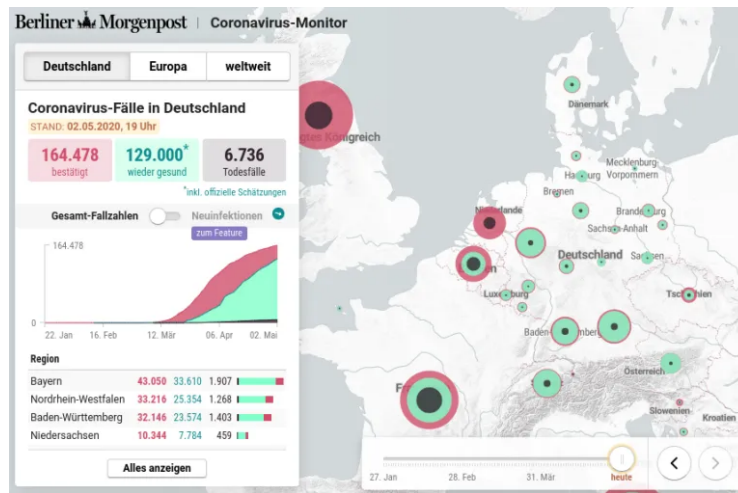 Berliner Morgenpost | Coronavirus-Monitor
Deutschland Europa weltweit
Coronavirus-Fälle in Deutschland
STAND: 02.05.2020, 19 Uhr
164.478 129.000* 6.736
bestätigt wieder gesund Todesfälle
*inkl. offizielle Schätzungen
Gesamt-Fallzahlen Neuinfektionen
zum Feature
164.478
0
22. Jan 16. Feb 12. Mär 06. Apr 02. Mai
Region
Bayern 43.050 33.610 1.907
Nordrhein-Westfalen 33.216 25.354 1.268
Baden-Württemberg 32.146 23.574 1.403
Niedersachsen 10.344 7.784 459
Alles anzeigen
Dänemark
Königreich
Mecklenburg-
Vorpommern
Hamburg
Bremen
Niederlande
Brandenburg
Sachsen-Anhalt
Deutschland
Sachsen
Luxemburg
Tschechien
Baden-
Österreich
Slowenien
Kroatien
27. Jan 28. Feb 31. Mär heute